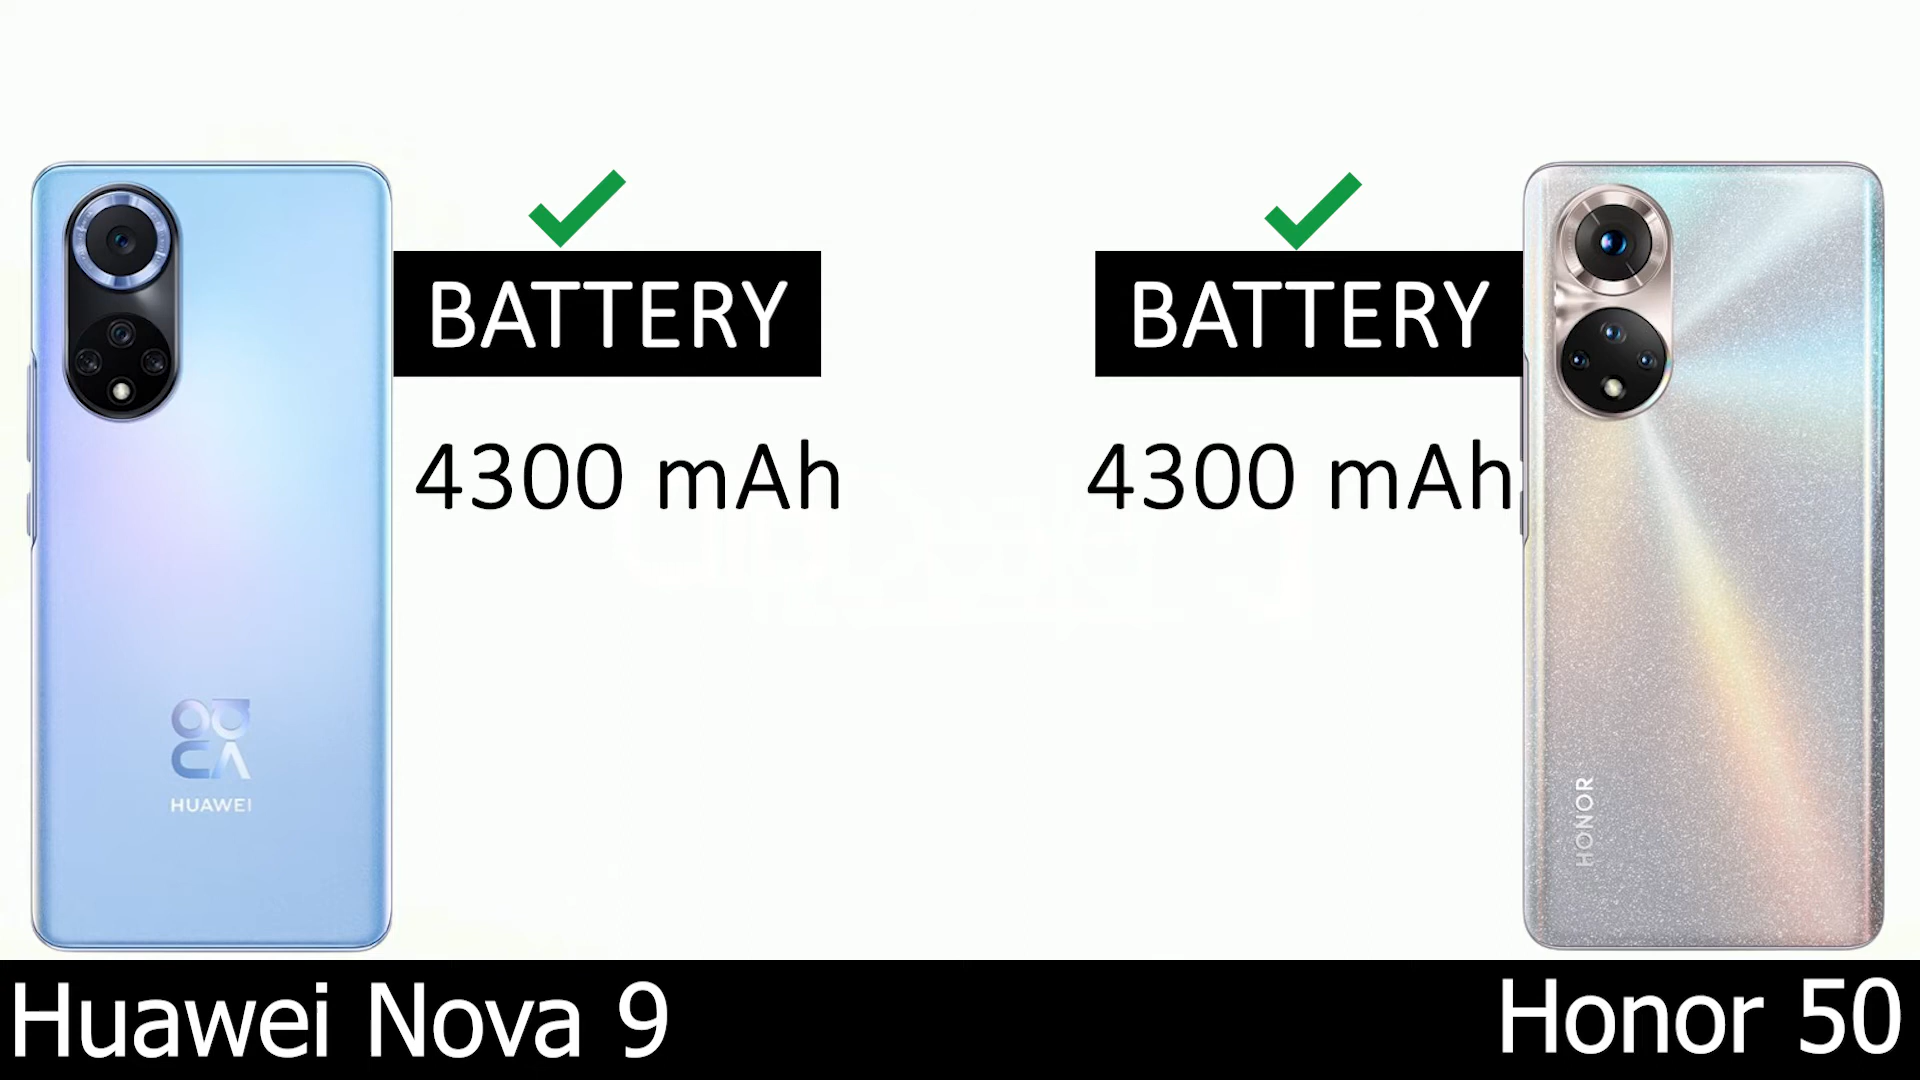 BATTERY
4300 mAh
BATTERY
4300 mAh
HUAWEI
HONOR
Huawei Nova 9
Honor 50